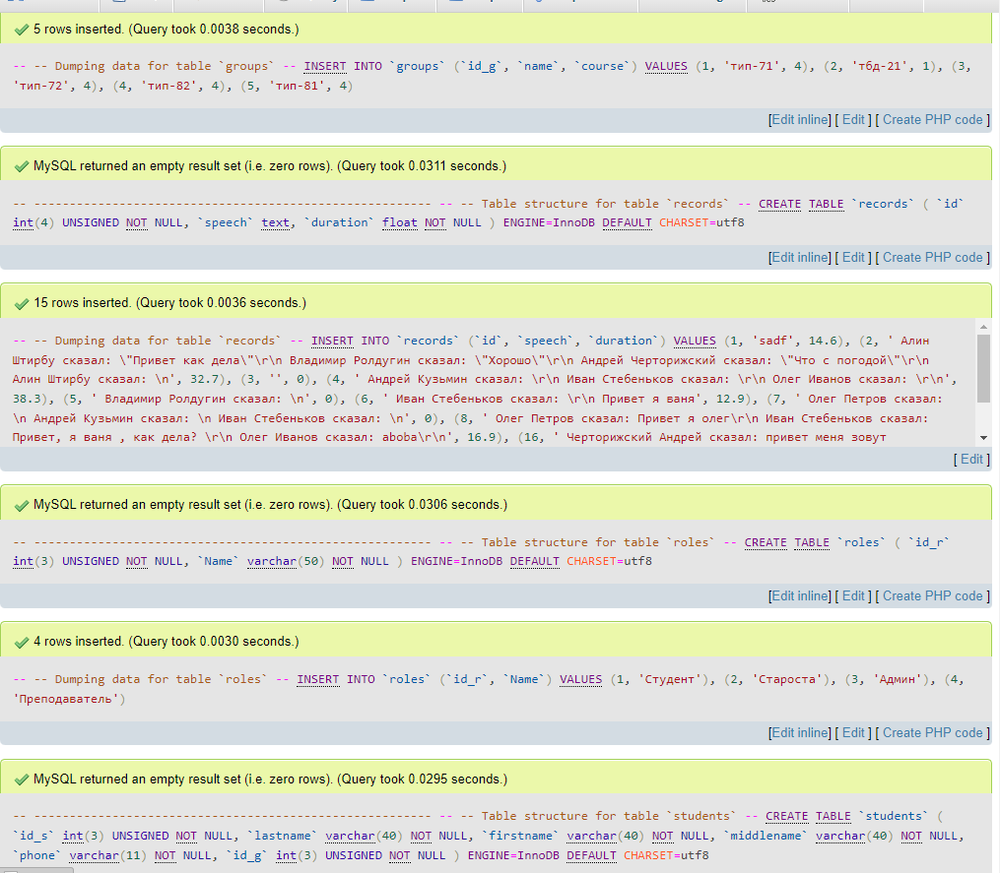 5 rows inserted. (Query took 0.0038 seconds.)
-- -- Dumping data for table `groups` -- INSERT INTO `groups` (`id_g`, `name`, `course`) VALUES (1, 'тип-71', 4), (2, 'тбд-21', 1), (3,
'тип-72', 4), (4, 'тип-82', 4), (5, 'тип-81', 4)
[Edit inline] [ Edit ] [ Create PHP code ]
MySQL returned an empty result set (i.e. zero rows). (Query took 0.0311 seconds.)
-- -------------------------------------------------------- -- -- Table structure for table `records` -- CREATE TABLE `records` ( `id`
int(4) UNSIGNED NOT NULL, `speech` text, `duration` float NOT NULL ) ENGINE=InnoDB DEFAULT CHARSET=utf8
[Edit inline] [ Edit ] [ Create PHP code ]
15 rows inserted. (Query took 0.0036 seconds.)
-- -- Dumping data for table `records` -- INSERT INTO `records` (`id`, `speech`, `duration`) VALUES (1, 'sadf', 14.6), (2, ' Алин
Штирбу сказал: \"Привет как дела\"\r\n Владимир Ролдугин сказал: \"Хорошо\"\r\n Андрей Черторижский сказал: \"Что с погодой\"\r\n
Алин Штирбу сказал: \n', 32.7), (3, '', 0), (4, ' Андрей Кузьмин сказал: \r\n Иван Стебеньков сказал: \r\n Олег Иванов сказал: \r\n',
38.3), (5, ' Владимир Ролдугин сказал: \n', 0), (6, ' Иван Стебеньков сказал: \r\n Привет я ваня', 12.9), (7, ' Олег Петров сказал:
\n Андрей Кузьмин сказал: \n Иван Стебеньков сказал: \n', 0), (8, ' Олег Петров сказал: Привет я олег\r\n Иван Стебеньков сказал:
Привет, я ваня , как дела? \r\n Олег Иванов сказал: aboba\r\n', 16.9), (16, ' Черторижский Андрей сказал: привет меня зовут
[ Edit ]
MySQL returned an empty result set (i.e. zero rows). (Query took 0.0306 seconds.)
-- -------------------------------------------------------- -- -- Table structure for table `roles` -- CREATE TABLE `roles` ( `id_r`
int(3) UNSIGNED NOT NULL, `Name` varchar(50) NOT NULL ) ENGINE=InnoDB DEFAULT CHARSET=utf8
[Edit inline] [ Edit ] [ Create PHP code ]
4 rows inserted. (Query took 0.0030 seconds.)
-- -- Dumping data for table `roles` -- INSERT INTO `roles` (`id_r`, `Name`) VALUES (1, 'Студент'), (2, 'Староста'), (3, 'Админ'), (4,
'Преподаватель')
[Edit inline] [ Edit ] [ Create PHP code ]
MySQL returned an empty result set (i.e. zero rows). (Query took 0.0295 seconds.)
-- -------------------------------------------------------- -- -- Table structure for table `students` -- CREATE TABLE `students` (
`id_s` int(3) UNSIGNED NOT NULL, `lastname` varchar(40) NOT NULL, `firstname` varchar(40) NOT NULL, `middlename` varchar(40) NOT NULL,
`phone` varchar(11) NOT NULL, `id_g` int(3) UNSIGNED NOT NULL ) ENGINE=InnoDB DEFAULT CHARSET=utf8